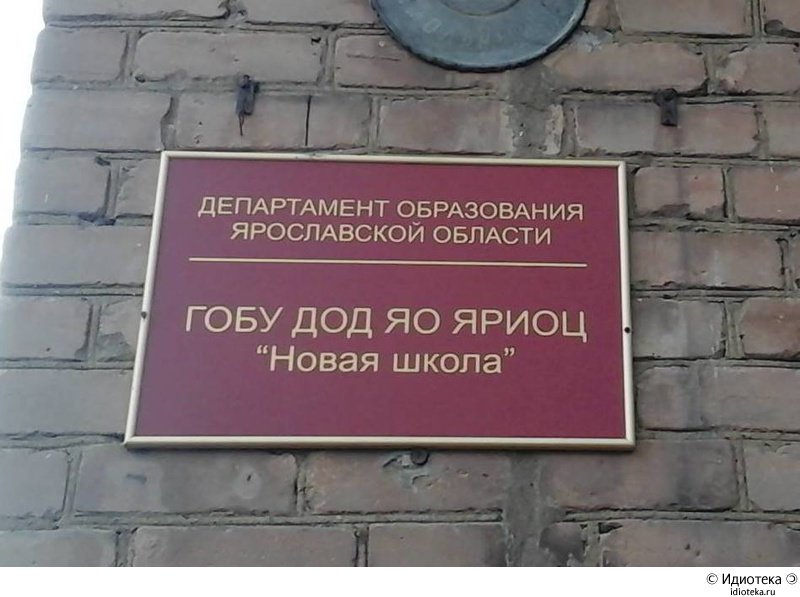 ДЕПАРТАМЕНТ ОБРАЗОВАНИЯ
ЯРОСЛАВСКОЙ ОБЛАСТИ
ГОБУ ДОД ЯО ЯРИОЦ
“Новая школа”
© Идиотека
idioteka.ru